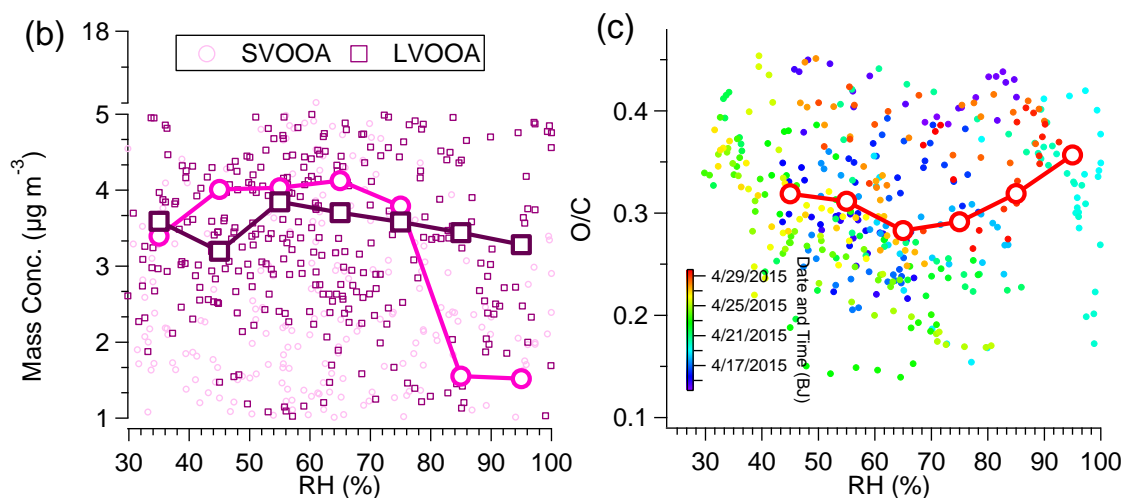 (b)
SVOOA
LVOOA
18
5
4
3
2
1
Mass Conc. (µg m⁻³)
30 40 50 60 70 80 90 100
RH (%)
(c)
0.4
0.3
0.2
0.1
O/C
4/29/2015
4/25/2015
4/21/2015
4/17/2015
Date and Time (BJ)
30 40 50 60 70 80 90 100
RH (%)